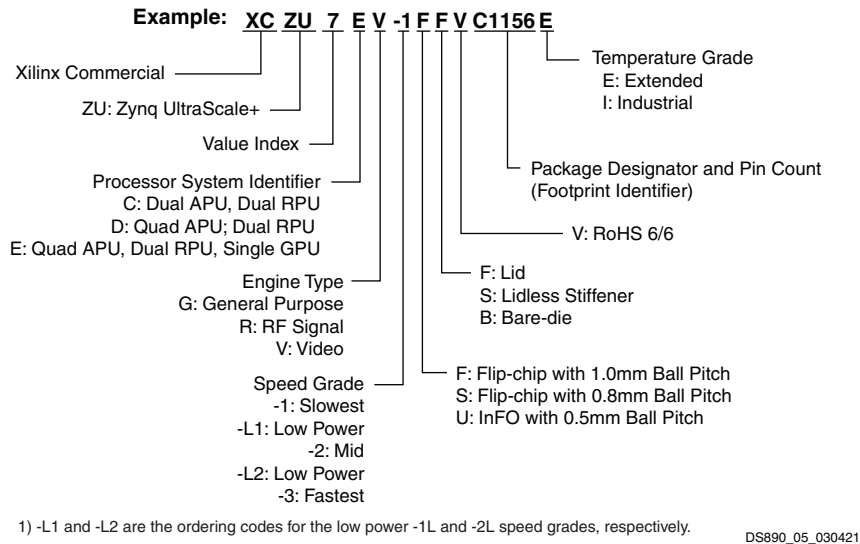 Example: XC ZU 7 E V -1 F F V C1156 E
Xilinx Commercial
ZU: Zynq UltraScale+
Value Index
Processor System Identifier
C: Dual APU, Dual RPU
D: Quad APU; Dual RPU
E: Quad APU, Dual RPU, Single GPU
Engine Type
G: General Purpose
R: RF Signal
V: Video
Speed Grade
-1: Slowest
-L1: Low Power
-2: Mid
-L2: Low Power
-3: Fastest
Temperature Grade
E: Extended
I: Industrial
Package Designator and Pin Count
(Footprint Identifier)
V: RoHS 6/6
F: Lid
S: Lidless Stiffener
B: Bare-die
F: Flip-chip with 1.0mm Ball Pitch
S: Flip-chip with 0.8mm Ball Pitch
U: InFO with 0.5mm Ball Pitch
1) -L1 and -L2 are the ordering codes for the low power -1L and -2L speed grades, respectively.
DS890_05_030421